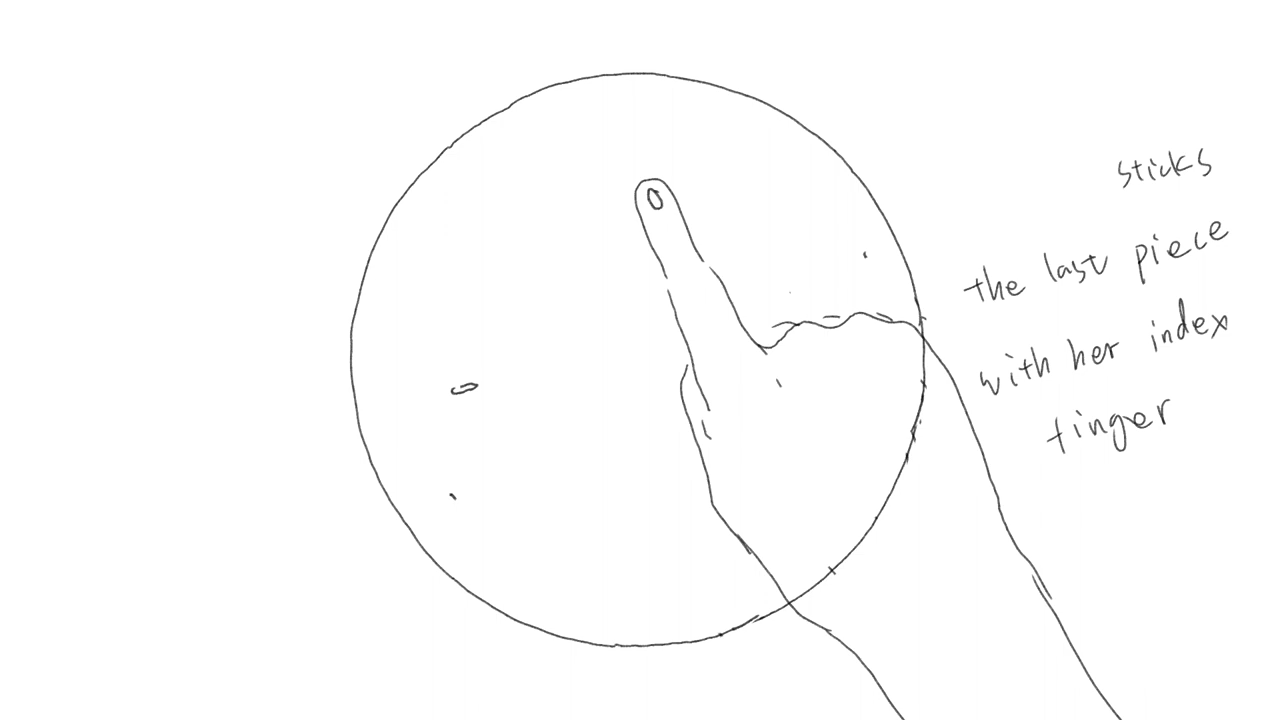 sticks
the last piece
with her index
finger